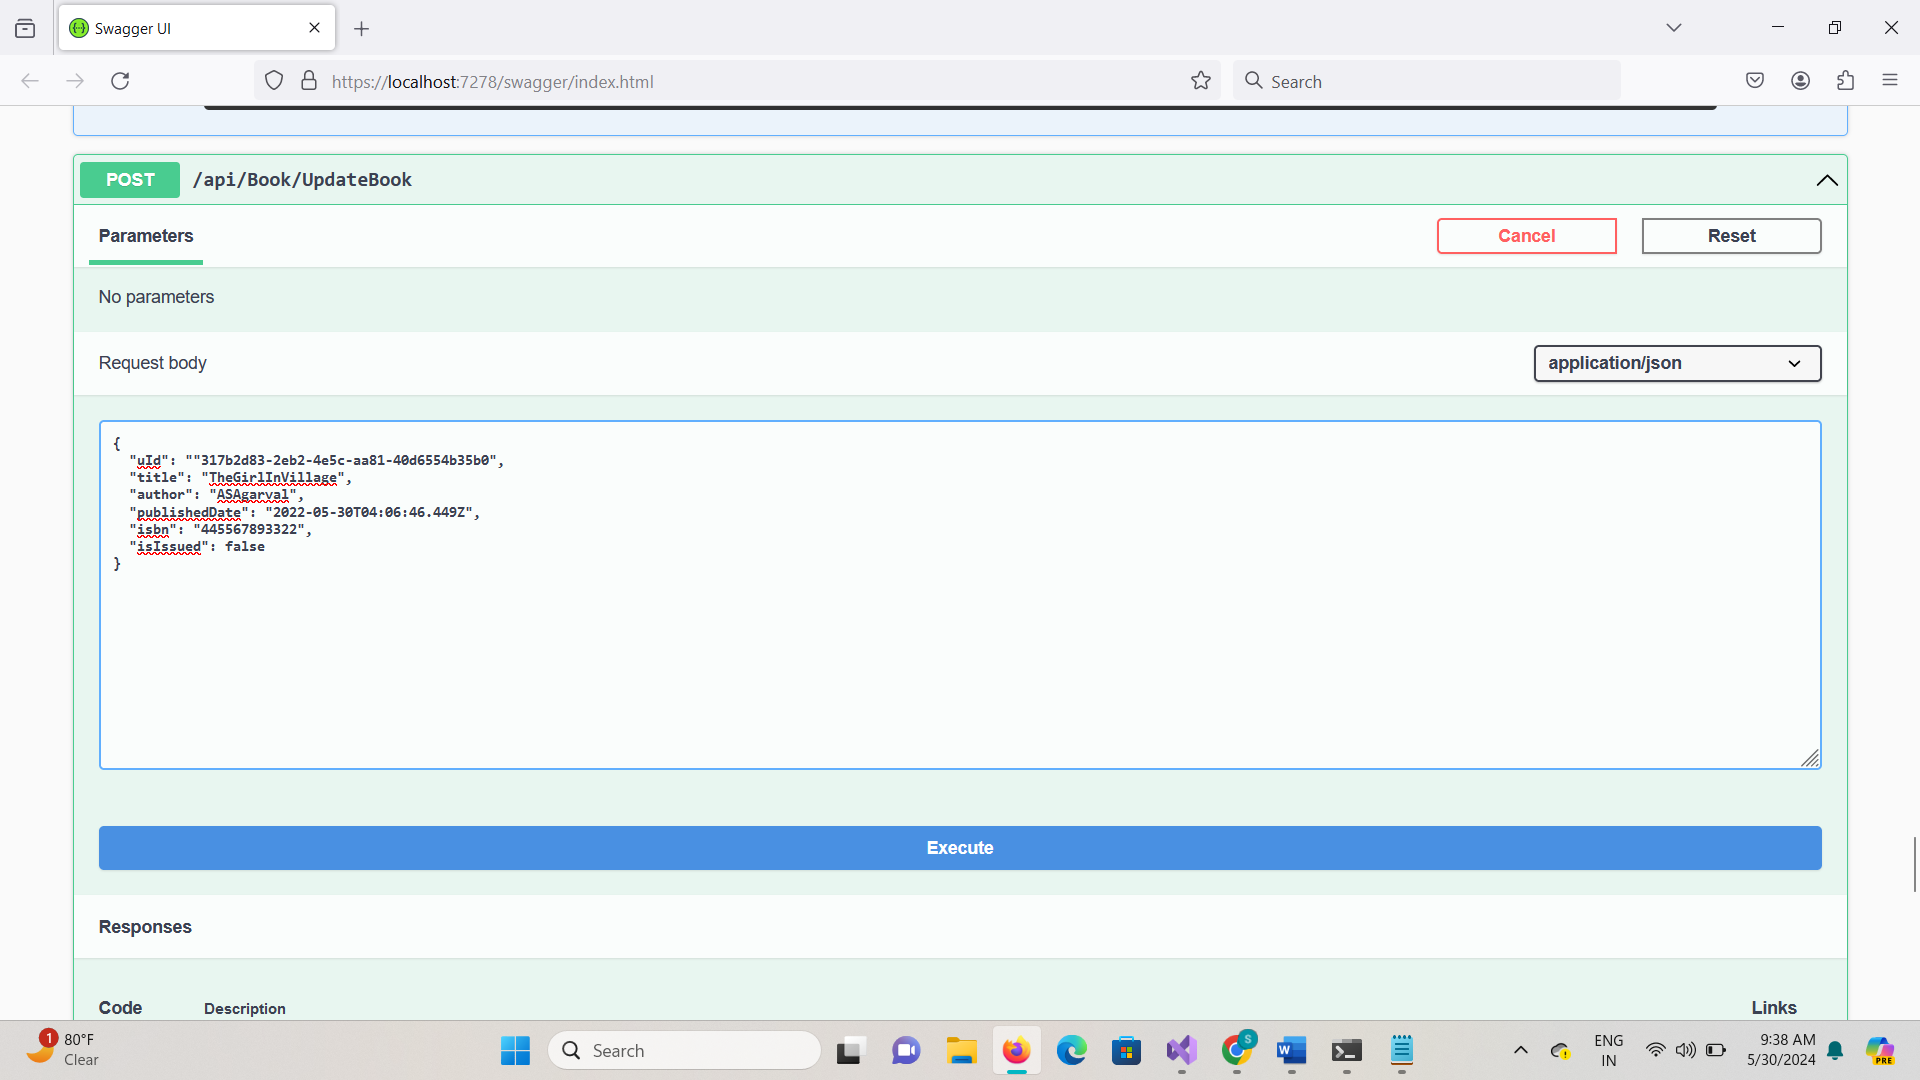 Swagger UI
https://localhost:7278/swagger/index.html
Search
POST /api/Book/UpdateBook
Parameters
Cancel
Reset
No parameters
Request body
application/json
{
"uId": ""317b2d83-2eb2-4e5c-aa81-40d6554b35b0",
"title": "TheGirlInVillage",
"author": "ASAgarval",
"publishedDate": "2022-05-30T04:06:46.449Z",
"isbn": "445567893322",
"isIssued": false
}
Execute
Responses
Code Description Links
1
80°F
Clear
Search
S
ENG
IN
9:38 AM
5/30/2024
PRE